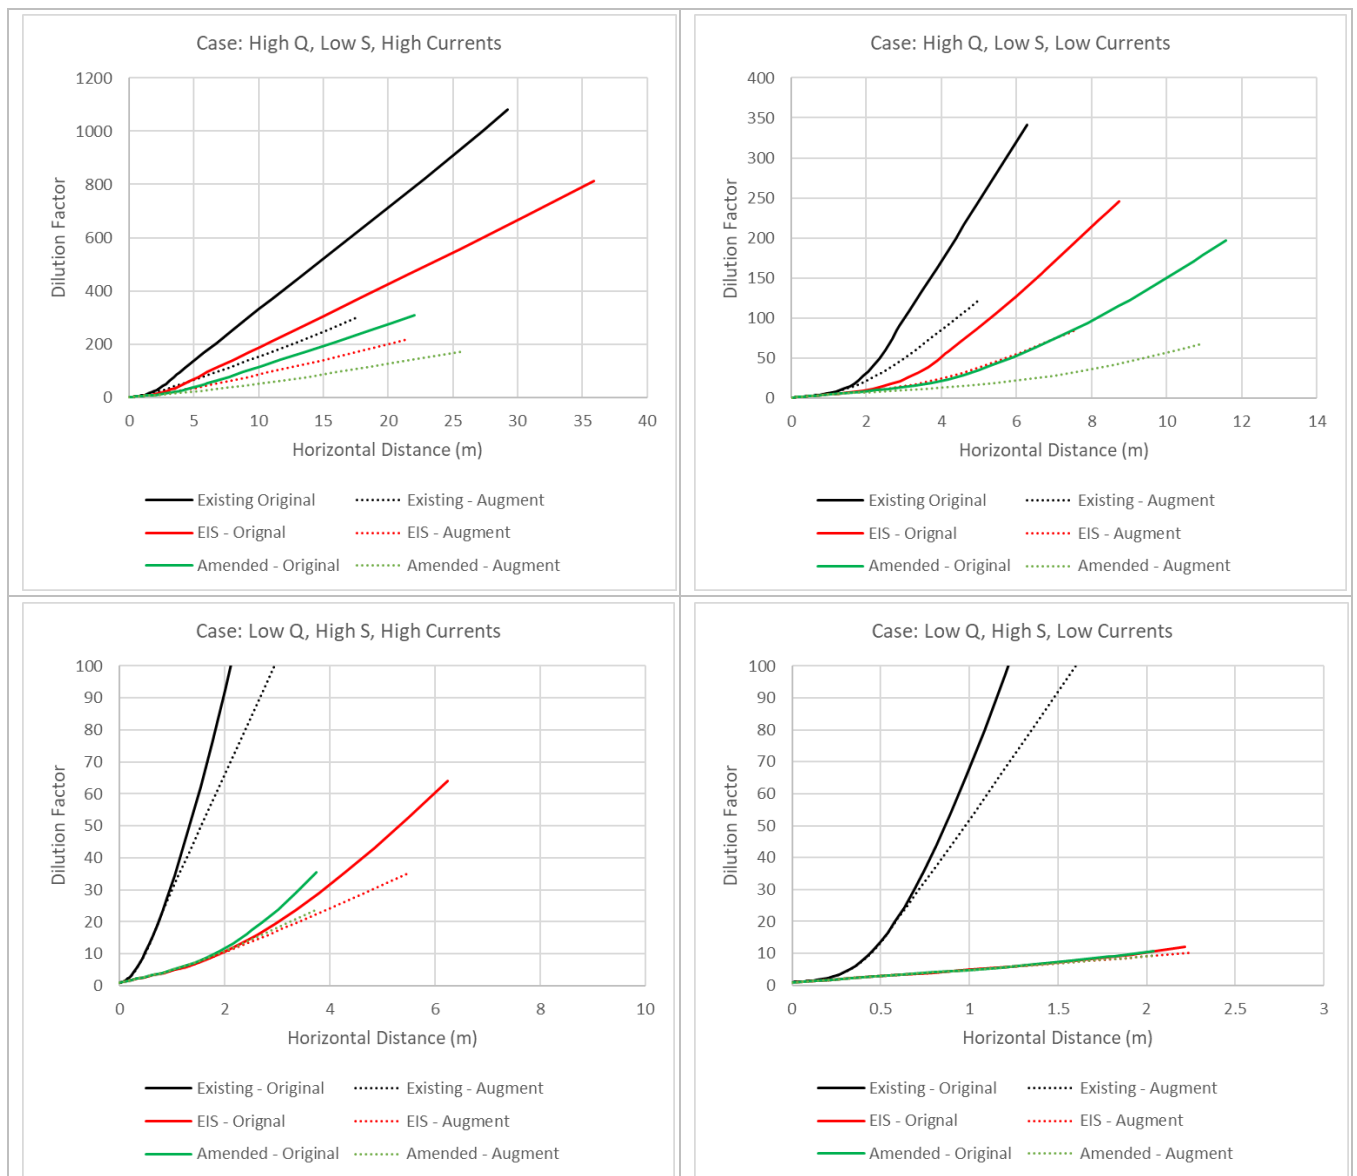 Case: High Q, Low S, High Currents
1200
1000
800
600
400
200
0
Dilution Factor
0 5 10 15 20 25 30 35 40
Horizontal Distance (m)
Existing Original
Existing - Augment
EIS - Orignal
EIS - Augment
Amended - Original
Amended - Augment
Case: High Q, Low S, Low Currents
400
350
300
250
200
150
100
50
0
Dilution Factor
0 2 4 6 8 10 12 14
Horizontal Distance (m)
Existing Original
Existing - Augment
EIS - Orignal
EIS - Augment
Amended - Original
Amended - Augment
Case: Low Q, High S, High Currents
100
90
80
70
60
50
40
30
20
10
0
Dilution Factor
0 2 4 6 8 10
Horizontal Distance (m)
Existing - Original
Existing - Augment
EIS - Orignal
EIS - Augment
Amended - Original
Amended - Augment
Case: Low Q, High S, Low Currents
100
90
80
70
60
50
40
30
20
10
0
Dilution Factor
0 0.5 1 1.5 2 2.5 3
Horizontal Distance (m)
Existing - Original
Existing - Augment
EIS - Orignal
EIS - Augment
Amended - Original
Amended - Augment